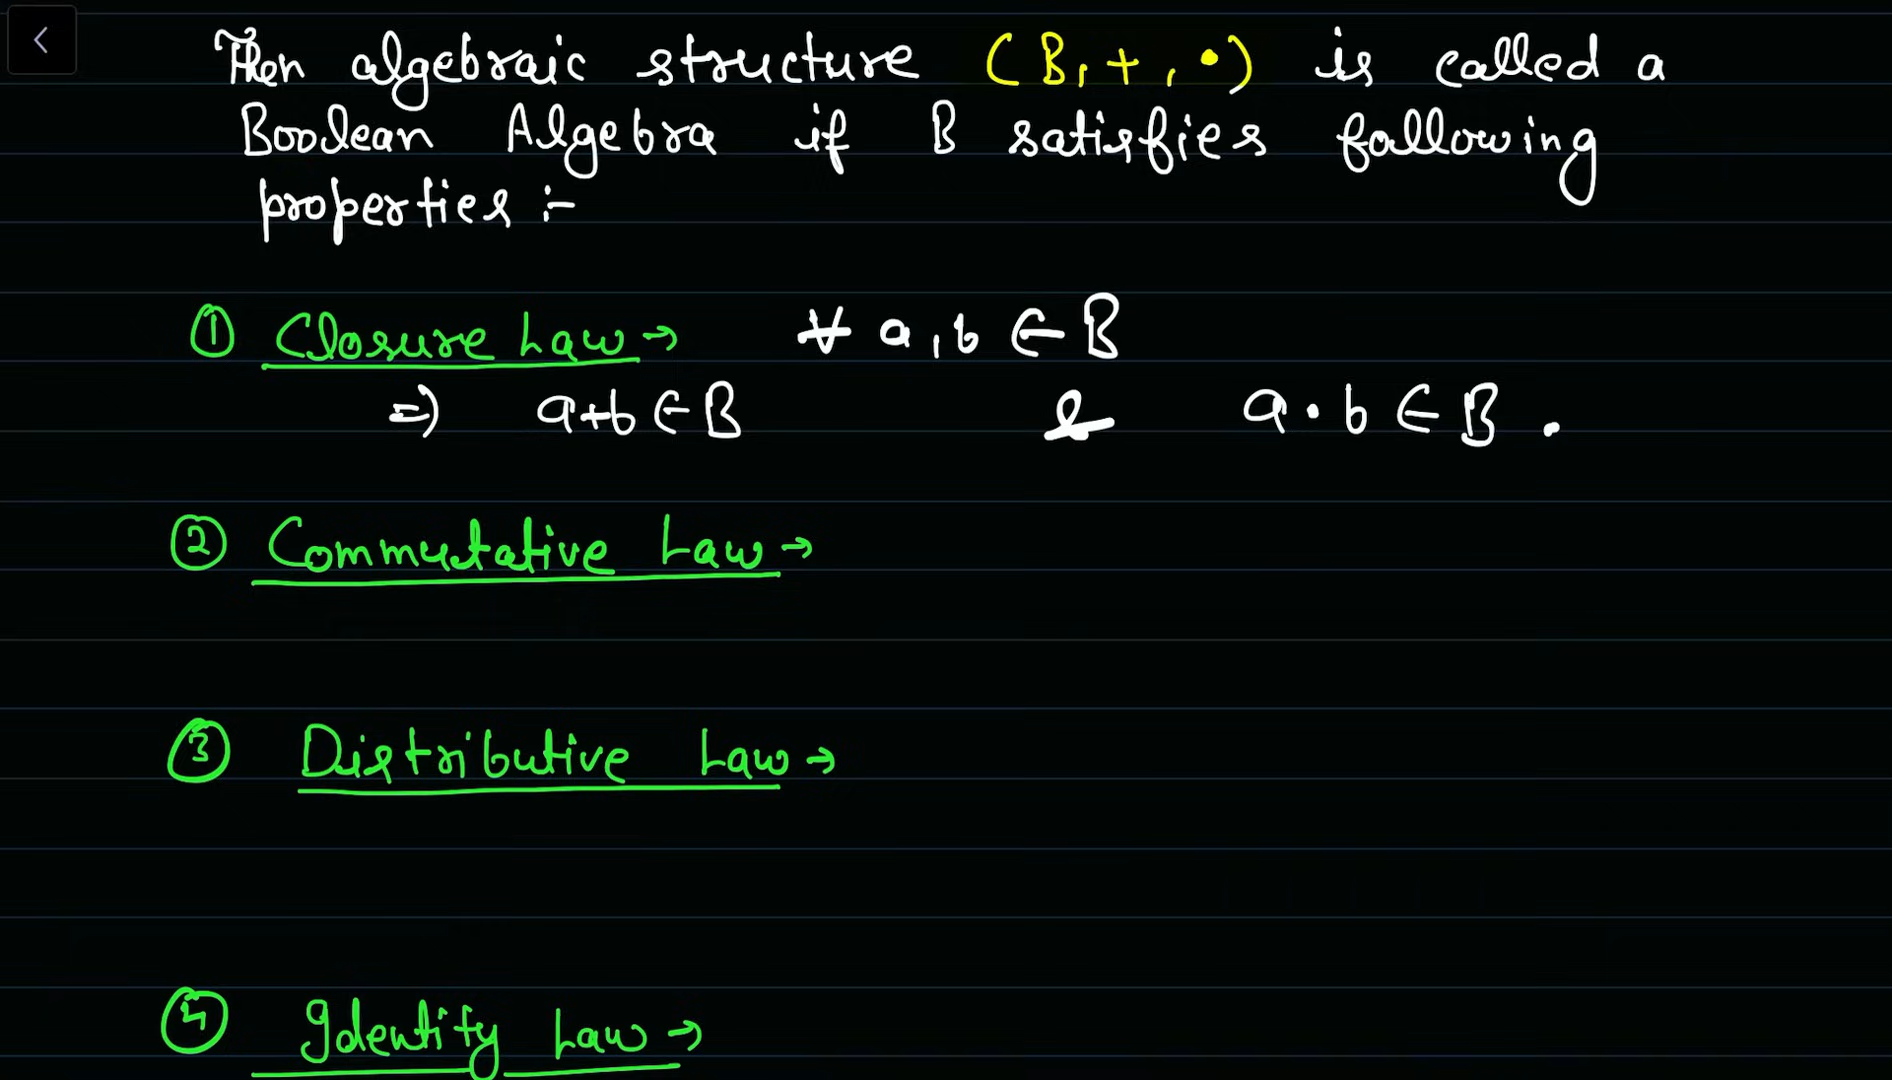 Then algebraic structure (B, +, •) is called a
Boolean Algebra if B satisfies following
properties :-
① Closure Law → ∀ a, b ∈ B
⇒ a+b ∈ B & a • b ∈ B .
② Commutative Law →
③ Distributive Law →
④ Identity Law →